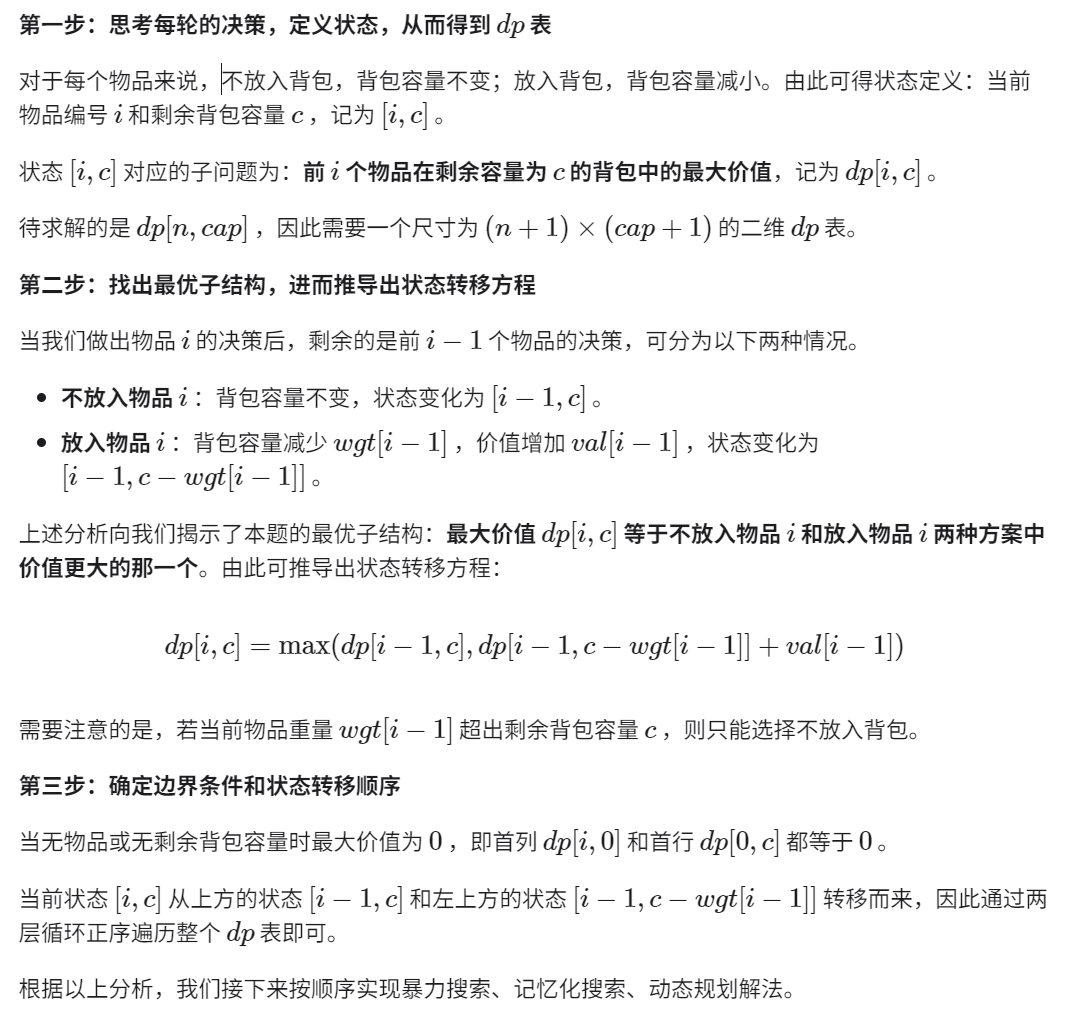 第一步：思考每轮的决策，定义状态，从而得到 dp 表
对于每个物品来说，不放入背包，背包容量不变；放入背包，背包容量减小。由此可得状态定义：当前
物品编号 i 和剩余背包容量 c ，记为 [i, c] 。
状态 [i, c] 对应的子问题为：前 i 个物品在剩余容量为 c 的背包中的最大价值，记为 dp[i, c] 。
待求解的是 dp[n, cap] ，因此需要一个尺寸为 (n + 1) × (cap + 1) 的二维 dp 表。
第二步：找出最优子结构，进而推导出状态转移方程
当我们做出物品 i 的决策后，剩余的是前 i − 1 个物品的决策，可分为以下两种情况。
• 不放入物品 i ：背包容量不变，状态变化为 [i − 1, c] 。
• 放入物品 i ：背包容量减少 wgt[i − 1] ，价值增加 val[i − 1] ，状态变化为
[i − 1, c − wgt[i − 1]] 。
上述分析向我们揭示了本题的最优子结构：最大价值 dp[i, c] 等于不放入物品 i 和放入物品 i 两种方案中
价值更大的那一个。由此可推导出状态转移方程：
dp[i, c] = max(dp[i − 1, c], dp[i − 1, c − wgt[i − 1]] + val[i − 1])
需要注意的是，若当前物品重量 wgt[i − 1] 超出剩余背包容量 c ，则只能选择不放入背包。
第三步：确定边界条件和状态转移顺序
当无物品或无剩余背包容量时最大价值为 0 ，即首列 dp[i, 0] 和首行 dp[0, c] 都等于 0 。
当前状态 [i, c] 从上方的状态 [i − 1, c] 和左上方的状态 [i − 1, c − wgt[i − 1]] 转移而来，因此通过两
层循环正序遍历整个 dp 表即可。
根据以上分析，我们接下来按顺序实现暴力搜索、记忆化搜索、动态规划解法。